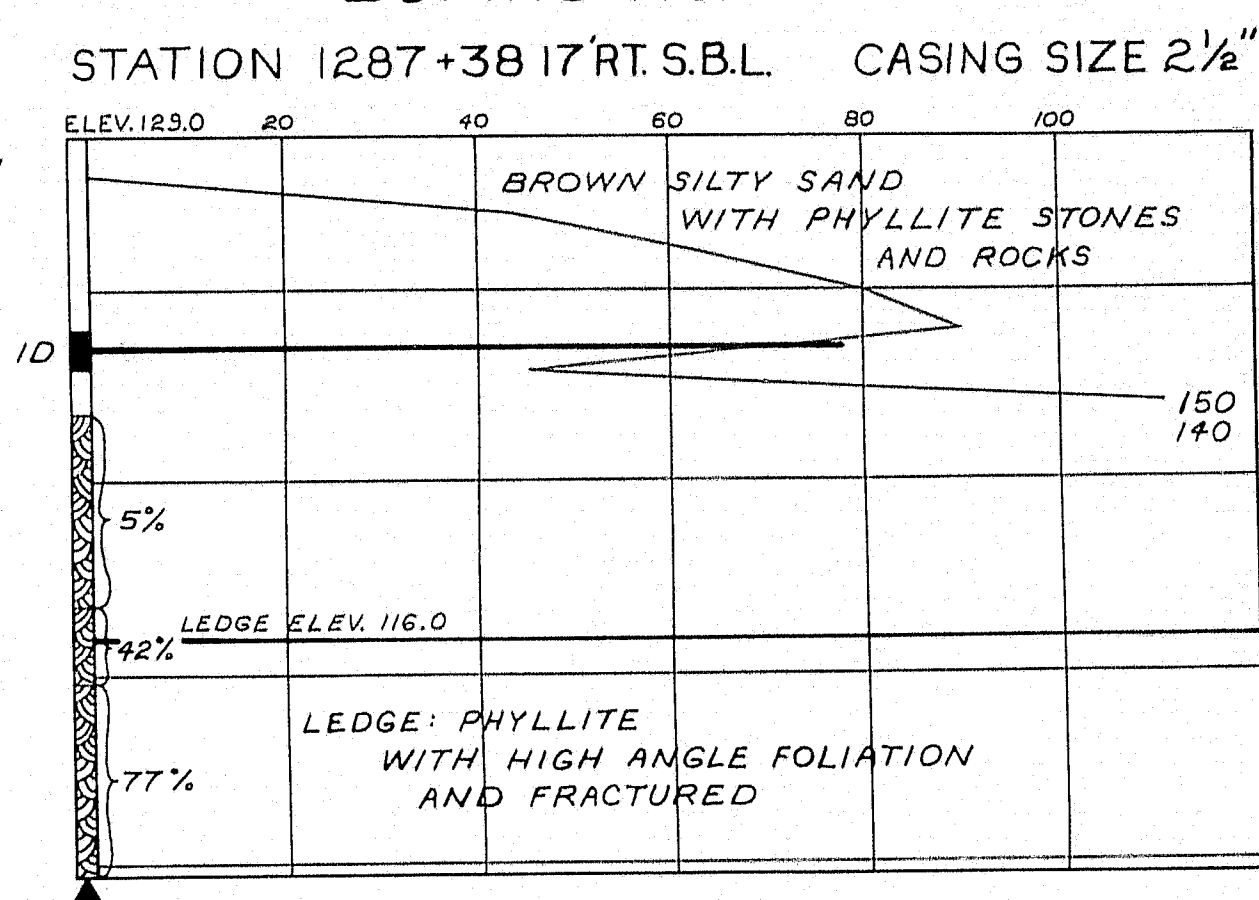 STATION 1287+38 17'RT. S.B.L. CASING SIZE 2½"
ELEV. 129.0 20 40 60 80 100
BROWN SILTY SAND
WITH PHYLLITE STONES
AND ROCKS
1D
150
140
5%
LEDGE ELEV. 116.0
42%
LEDGE: PHYLLITE
WITH HIGH ANGLE FOLIATION
77%
AND FRACTURED